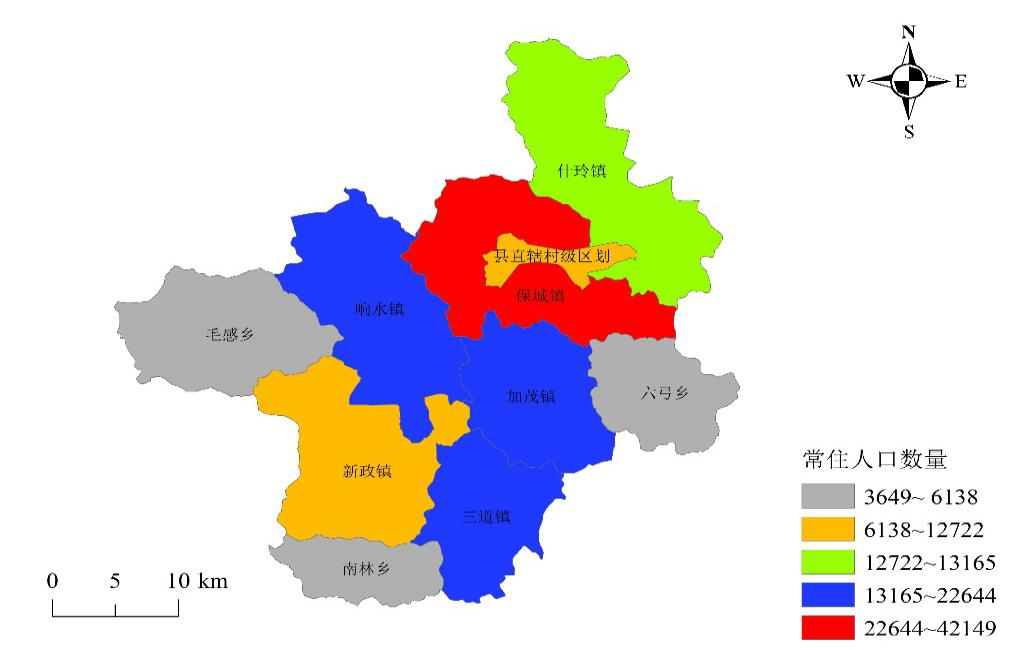 N
W E
S
什玲镇
县直辖村级区划
保城镇
响水镇
毛感乡
加茂镇
六弓乡
新政镇
三道镇
南林乡
常住人口数量
3649~ 6138
6138~12722
12722~13165
13165~22644
22644~42149
0 5 10 km